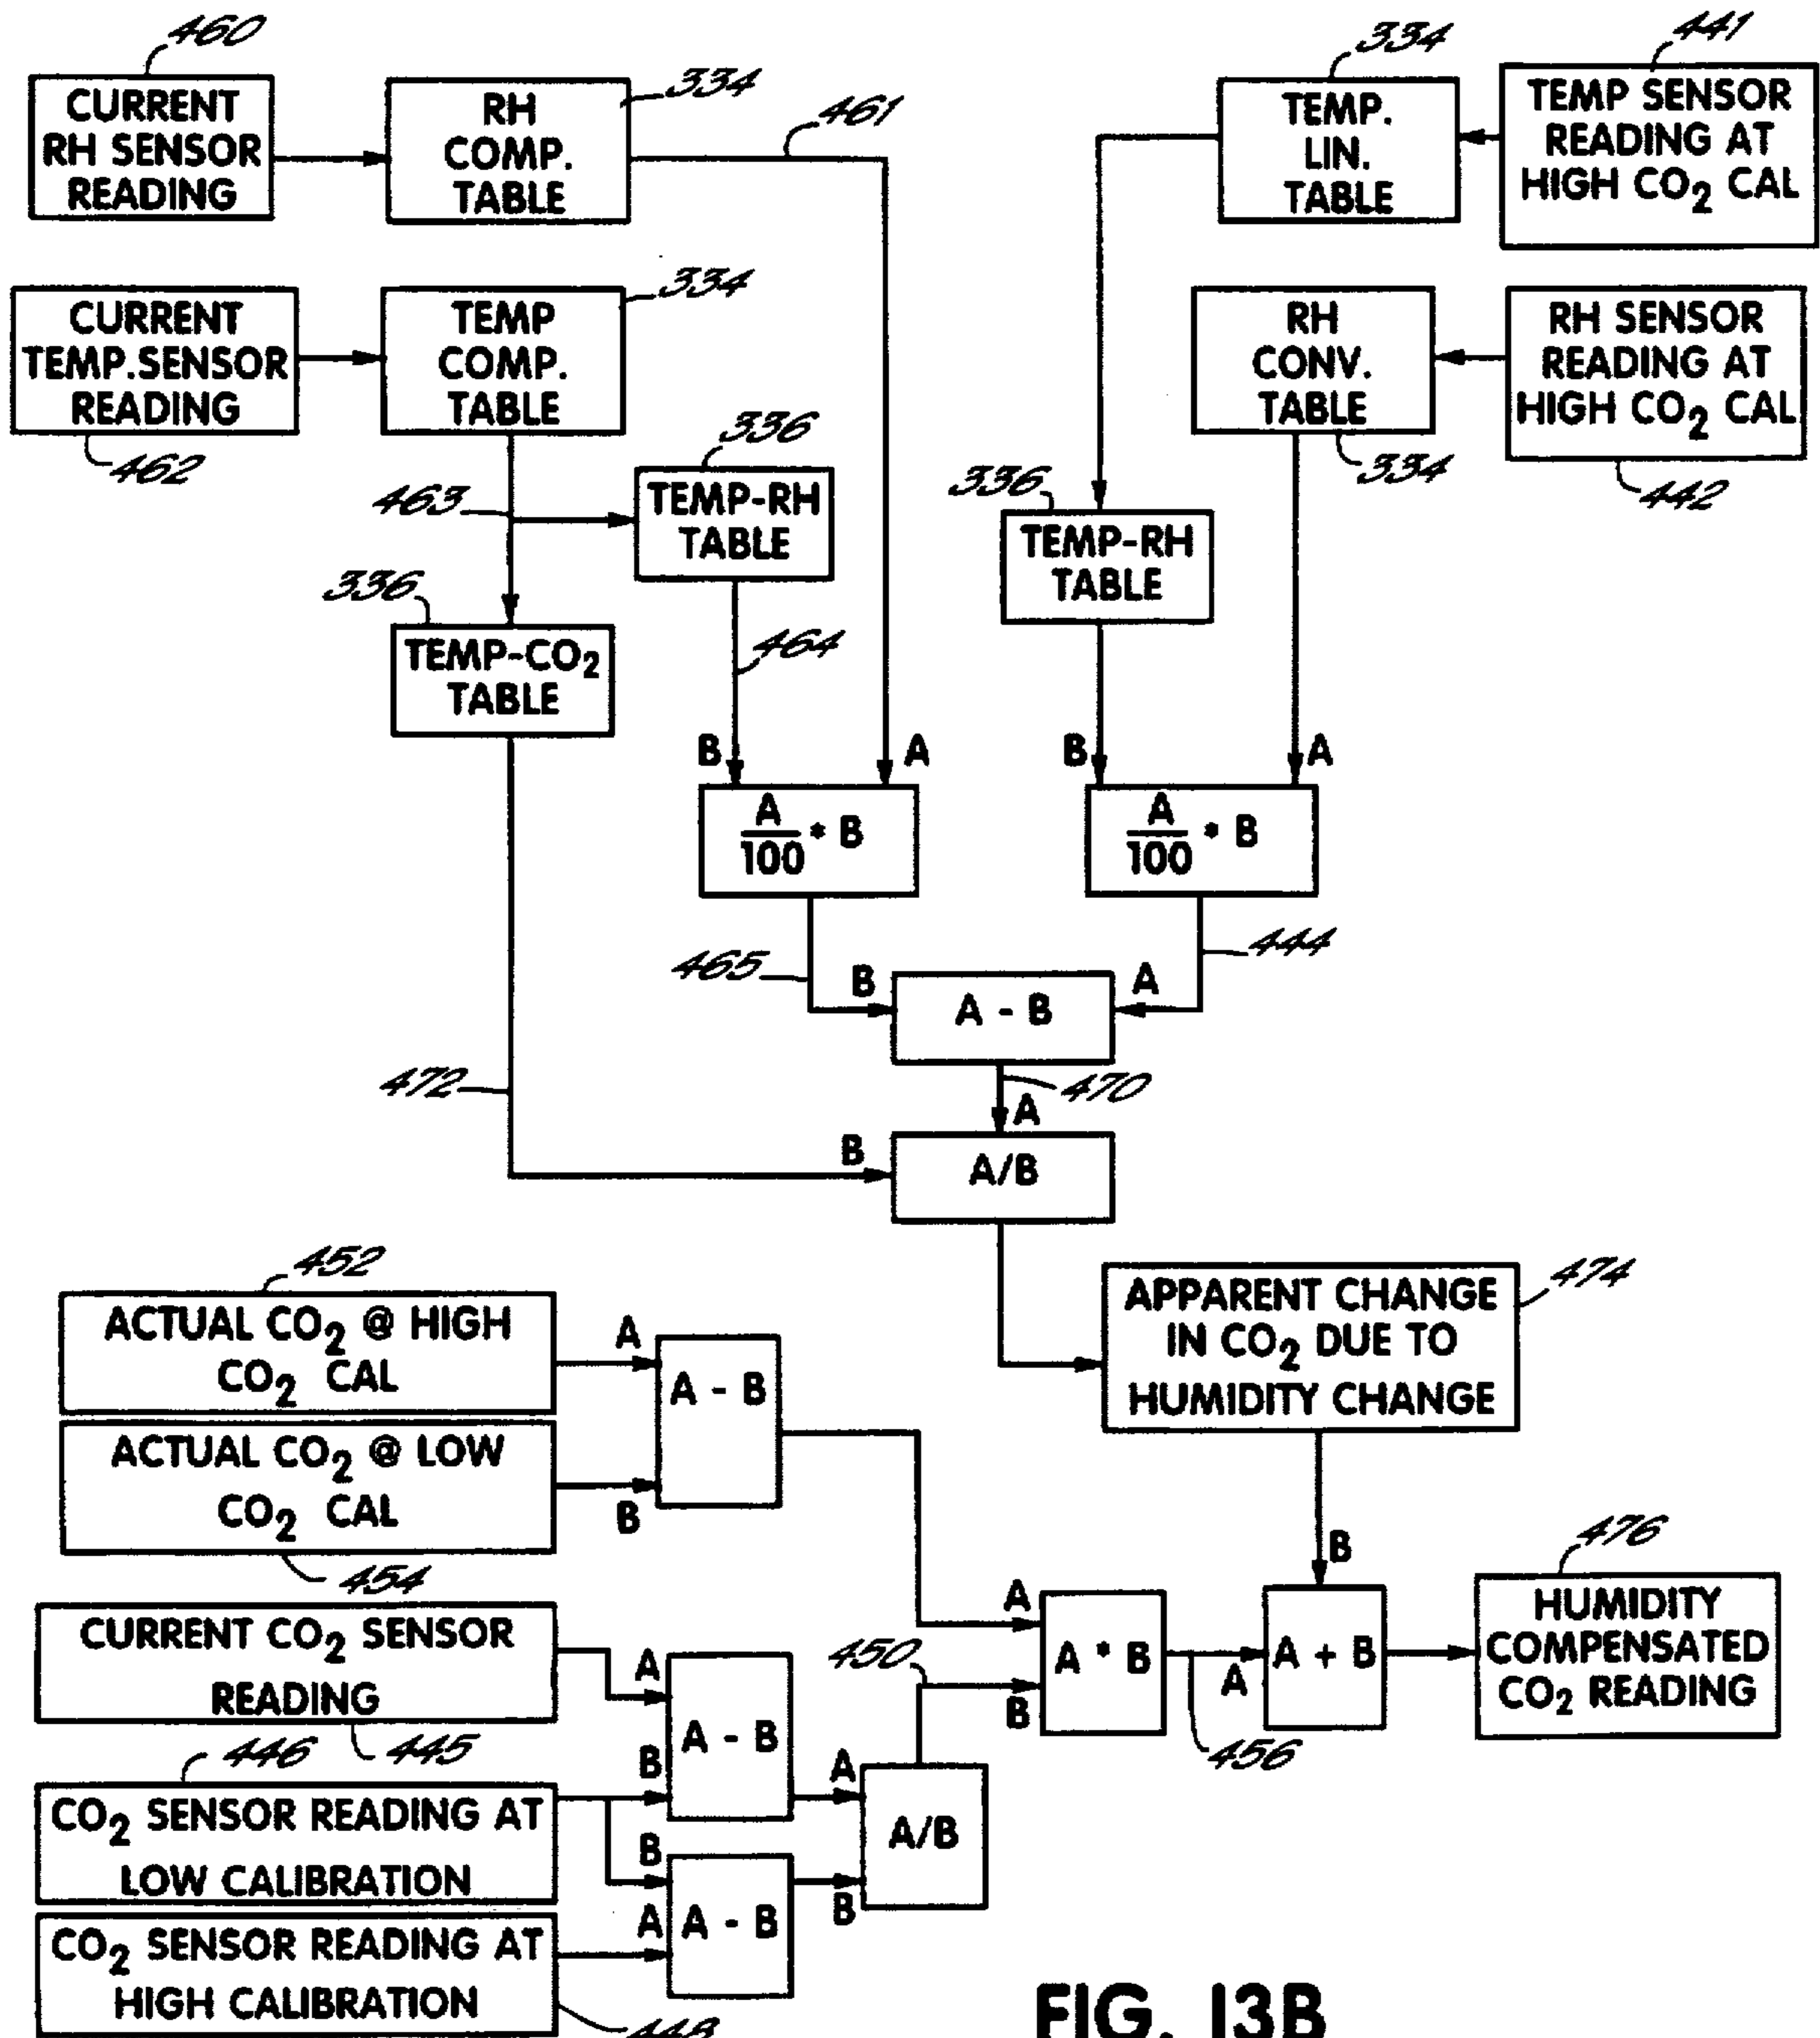 460
CURRENT
RH SENSOR
READING
334
RH
COMP.
TABLE
461
334
TEMP.
LIN.
TABLE
441
TEMP SENSOR
READING AT
HIGH CO₂ CAL
CURRENT
TEMP.SENSOR
READING
462
334
TEMP
COMP.
TABLE
463
336
TEMP-RH
TABLE
RH
CONV.
TABLE
334
RH SENSOR
READING AT
HIGH CO₂ CAL
442
336
TEMP-RH
TABLE
336
TEMP-CO₂
TABLE
464
B
A
B
A
A
100 * B
A
100 * B
465
B
444
A
A - B
472
470
A
B
A/B
452
ACTUAL CO₂ @ HIGH
CO₂ CAL
A
A - B
474
APPARENT CHANGE
IN CO₂ DUE TO
HUMIDITY CHANGE
ACTUAL CO₂ @ LOW
CO₂ CAL
B
454
B
476
HUMIDITY
COMPENSATED
CO₂ READING
CURRENT CO₂ SENSOR
READING
445
A
A - B
B
450
A
A * B
B
456
A
A + B
446
CO₂ SENSOR READING AT
LOW CALIBRATION
A
A/B
B
B
A - B
A
CO₂ SENSOR READING AT
HIGH CALIBRATION
FIG. 13B